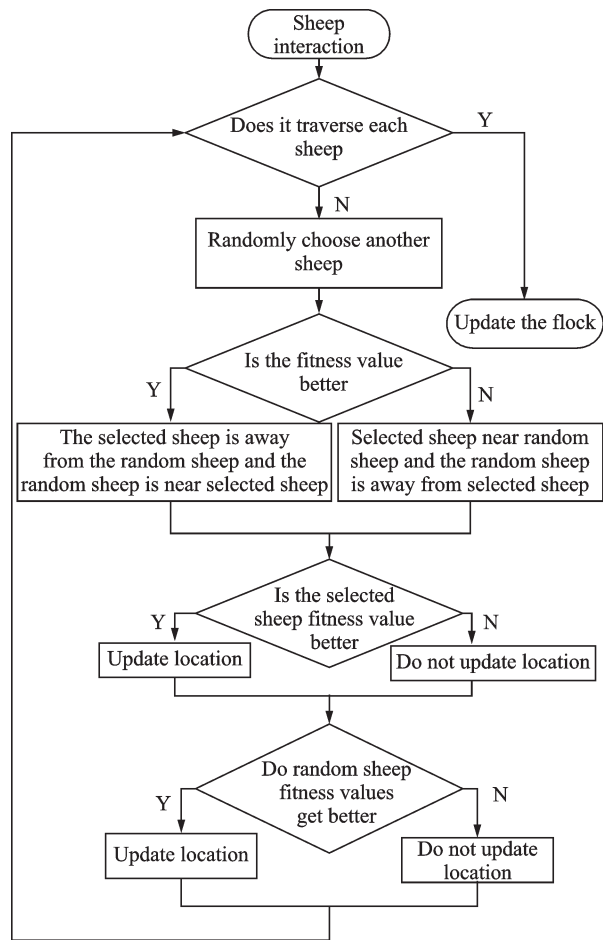 Sheep
interaction
Does it traverse each
sheep
Y
N
Randomly choose another
sheep
Update the flock
Is the fitness value
better
Y
N
The selected sheep is away
from the random sheep and the
random sheep is near selected sheep
Selected sheep near random
sheep and the random sheep
is away from selected sheep
Is the selected
sheep fitness value
better
Y
N
Update location
Do not update location
Do random sheep
fitness values
get better
Y
N
Update location
Do not update
location